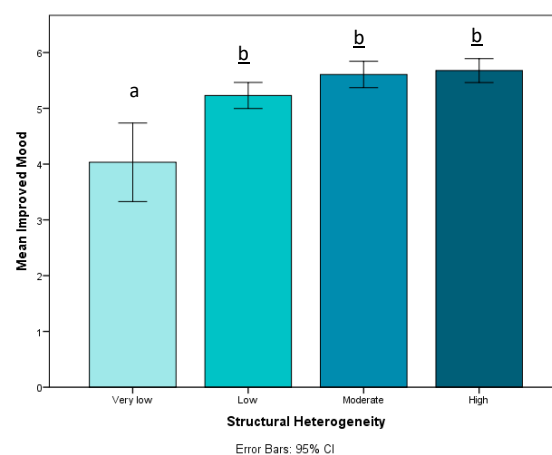 b
b
b
a
6
5
4
3
2
1
0
Mean Improved Mood
Very low
Low
Moderate
High
Structural Heterogeneity
Error Bars: 95% CI